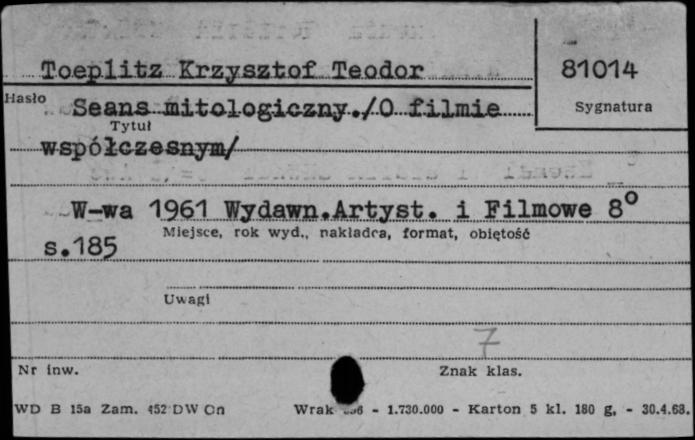 Toeplitz Krzysztof Teodor
81014
Hasło
Sygnatura
Seans mitologiczny./O filmie
Tytuł
współczesnym/
W-wa 1961 Wydawn.Artyst. i Filmowe 8°
Miejsce, rok wyd., nakładca, format, objętość
s.185
Uwagi
7
Nr inw.
Znak klas.
WD B 15a Zam. 452 DW On
Wrak - 1.730.000 - Karton 5 kl. 180 g, - 30.4.68.